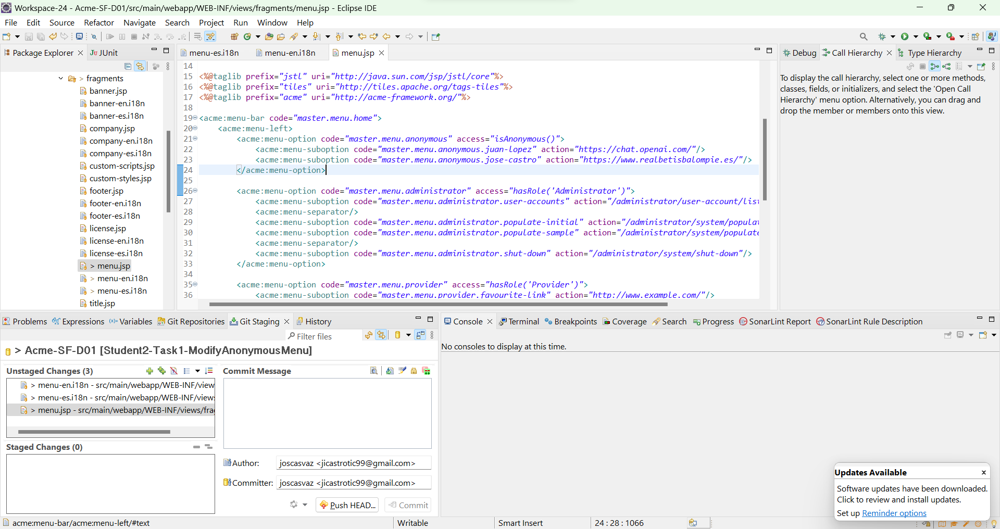 Workspace-24 - Acme-SF-D01/src/main/webapp/WEB-INF/views/fragments/menu.jsp - Eclipse IDE
File Edit Source Refactor Navigate Search Project Run Window Help
Package Explorer JUnit
fragments
banner.jsp
banner-en.i18n
banner-es.i18n
company.jsp
company-en.i18n
company-es.i18n
custom-scripts.jsp
custom-styles.jsp
footer.jsp
footer-en.i18n
footer-es.i18n
license.jsp
license-en.i18n
license-es.i18n
> menu.jsp
> menu-en.i18n
> menu-es.i18n
title.jsp
menu-es.i18n menu-en.i18n menu.jsp
14
15 <%@taglib prefix="jstl" uri="http://java.sun.com/jsp/jstl/core"%>
16 <%@taglib prefix="tiles" uri="http://tiles.apache.org/tags-tiles"%>
17 <%@taglib prefix="acme" uri="http://acme-framework.org/"%>
18
19 <acme:menu-bar code="master.menu.home">
20 <acme:menu-left>
21 <acme:menu-option code="master.menu.anonymous" access="isAnonymous()">
22 <acme:menu-suboption code="master.menu.anonymous.juan-lopez" action="https://chat.openai.com/"/>
23 <acme:menu-suboption code="master.menu.anonymous.jose-castro" action="https://www.realbetisbalompie.es/"/>
24 </acme:menu-option>
25
26 <acme:menu-option code="master.menu.administrator" access="hasRole('Administrator')">
27 <acme:menu-suboption code="master.menu.administrator.user-accounts" action="/administrator/user-account/list
28 <acme:menu-separator/>
29 <acme:menu-suboption code="master.menu.administrator.populate-initial" action="/administrator/system/populat
30 <acme:menu-suboption code="master.menu.administrator.populate-sample" action="/administrator/system/populate
31 <acme:menu-separator/>
32 <acme:menu-suboption code="master.menu.administrator.shut-down" action="/administrator/system/shut-down"/>
33 </acme:menu-option>
34
35 <acme:menu-option code="master.menu.provider" access="hasRole('Provider')">
36 <acme:menu-suboption code="master.menu.provider.favourite-link" action="http://www.example.com/"/>
Debug Call Hierarchy Type Hierarchy
To display the call hierarchy, select one or more methods,
classes, fields, or initializers, and select the 'Open Call
Hierarchy' menu option. Alternatively, you can drag and
drop the member or members onto this view.
Problems Expressions Variables Git Repositories Git Staging History
Filter files
> Acme-SF-D01 [Student2-Task1-ModifyAnonymousMenu]
Unstaged Changes (3)
> menu-en.i18n - src/main/webapp/WEB-INF/view
> menu-es.i18n - src/main/webapp/WEB-INF/views
> menu.jsp - src/main/webapp/WEB-INF/views/fra
Staged Changes (0)
Commit Message
Author: joscasvaz <jicastrotic99@gmail.com>
Committer: joscasvaz <jicastrotic99@gmail.com>
Push HEAD... Commit
Console Terminal Breakpoints Coverage Search Progress SonarLint Report SonarLint Rule Description
No consoles to display at this time.
Updates Available
Software updates have been downloaded.
Click to review and install updates.
Set up Reminder options
acme:menu-bar/acme:menu-left/#text Writable Smart Insert 24 : 28 : 1066